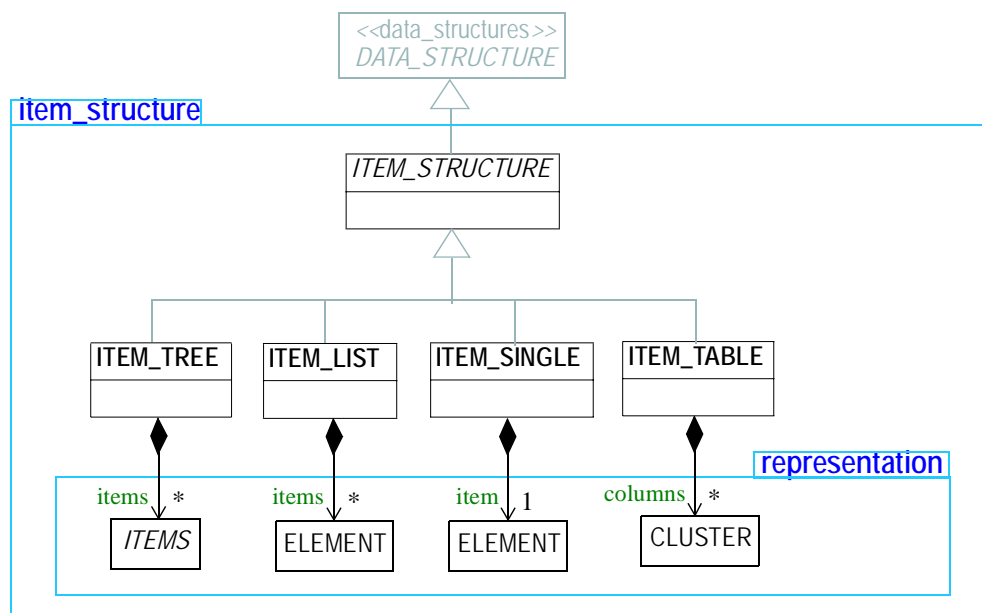 <<data_structures>>
DATA_STRUCTURE
item_structure
ITEM_STRUCTURE
ITEM_TREE
ITEM_LIST
ITEM_SINGLE
ITEM_TABLE
representation
items *
items *
item 1
columns *
ITEMS
ELEMENT
ELEMENT
CLUSTER